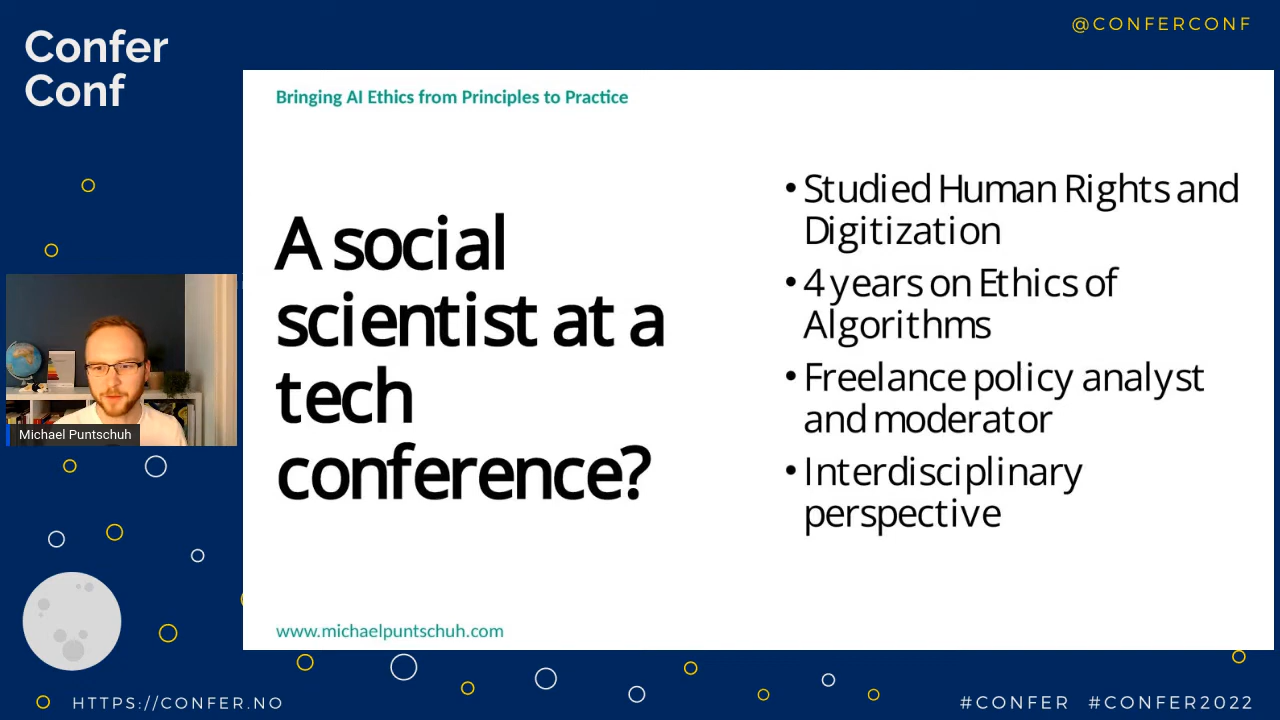 Confer
Conf
@CONFERCONF
Bringing AI Ethics from Principles to Practice
A social
scientist at a
tech
conference?
• Studied Human Rights and
Digitization
• 4 years on Ethics of
Algorithms
• Freelance policy analyst
and moderator
• Interdisciplinary
perspective
www.michaelpuntschuh.com
Michael Puntschuh
HTTPS://CONFER.NO
#CONFER #CONFER2022